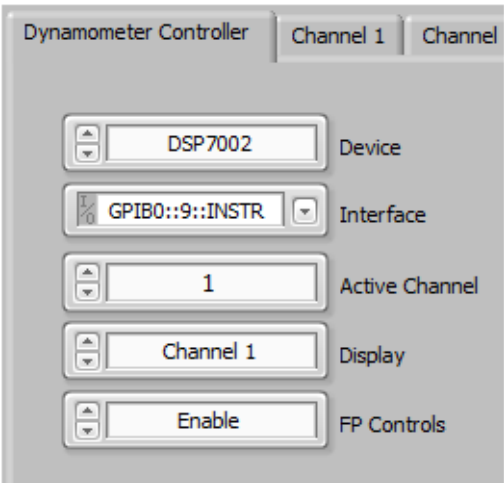 Dynamometer Controller Channel 1 Channel
DSP7002 Device
I/O GPIB0::9::INSTR Interface
1 Active Channel
Channel 1 Display
Enable FP Controls